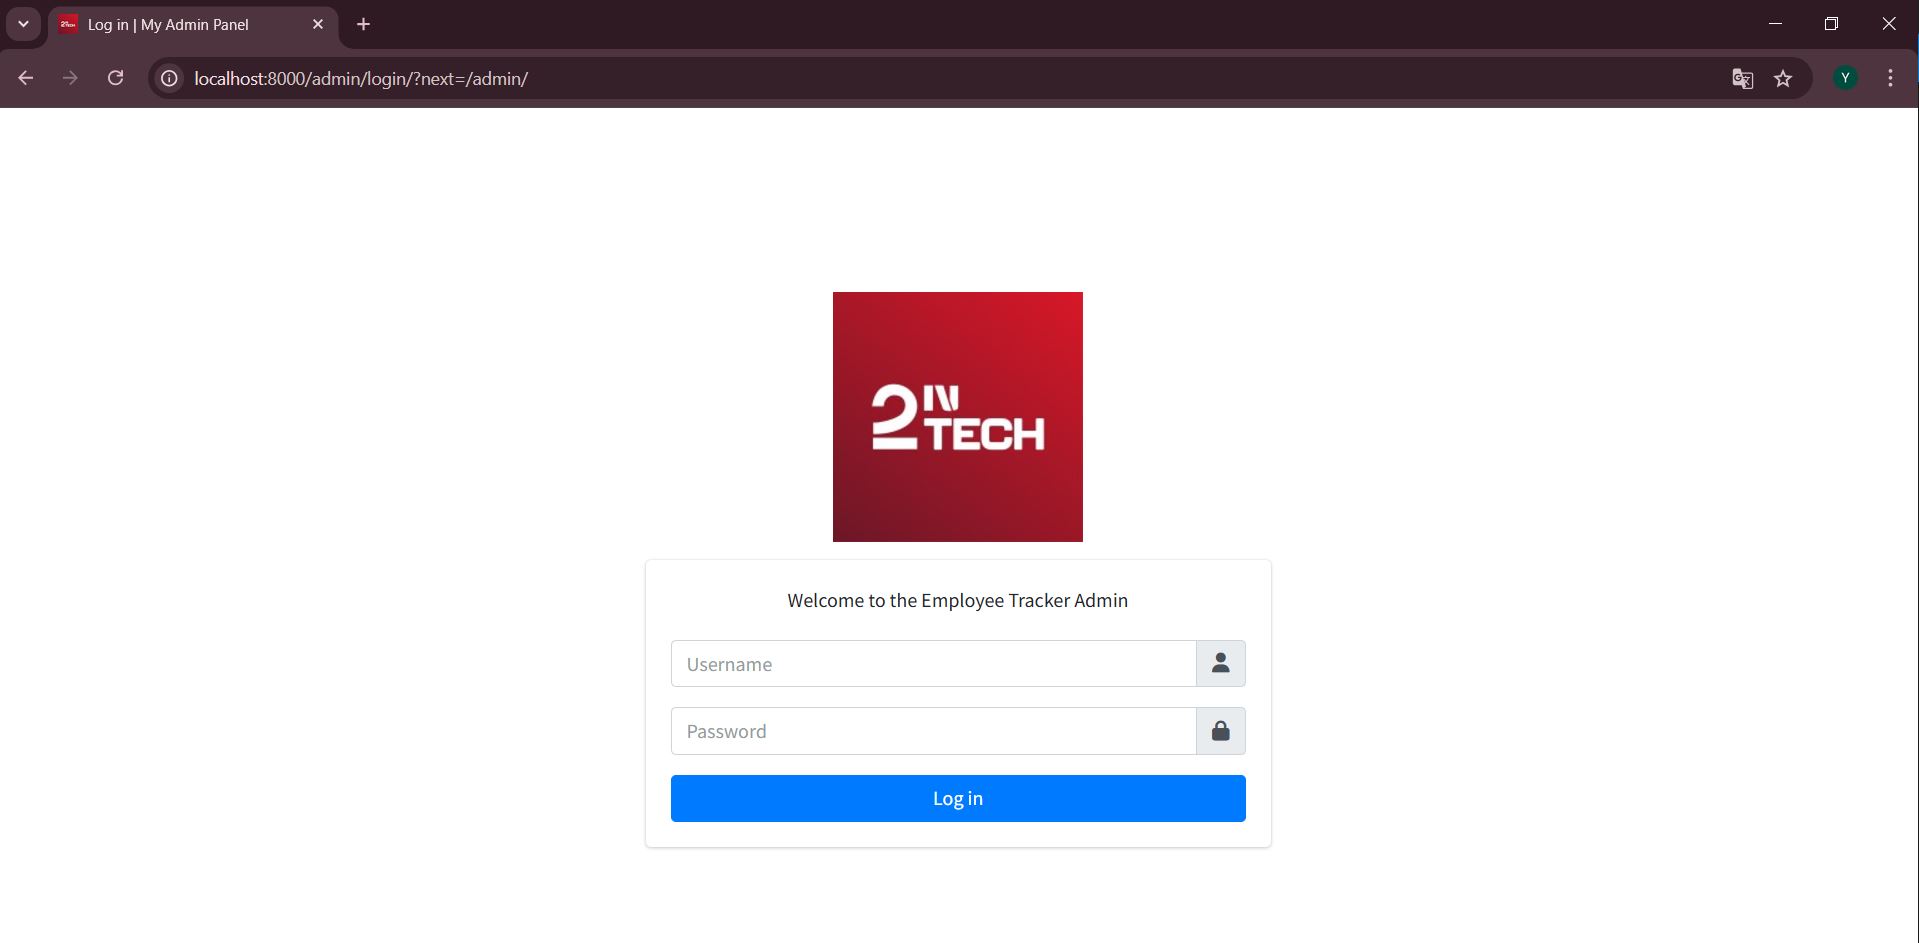 Log in | My Admin Panel
localhost:8000/admin/login/?next=/admin/
Y
2 IN
TECH
Welcome to the Employee Tracker Admin
Username
Password
Log in